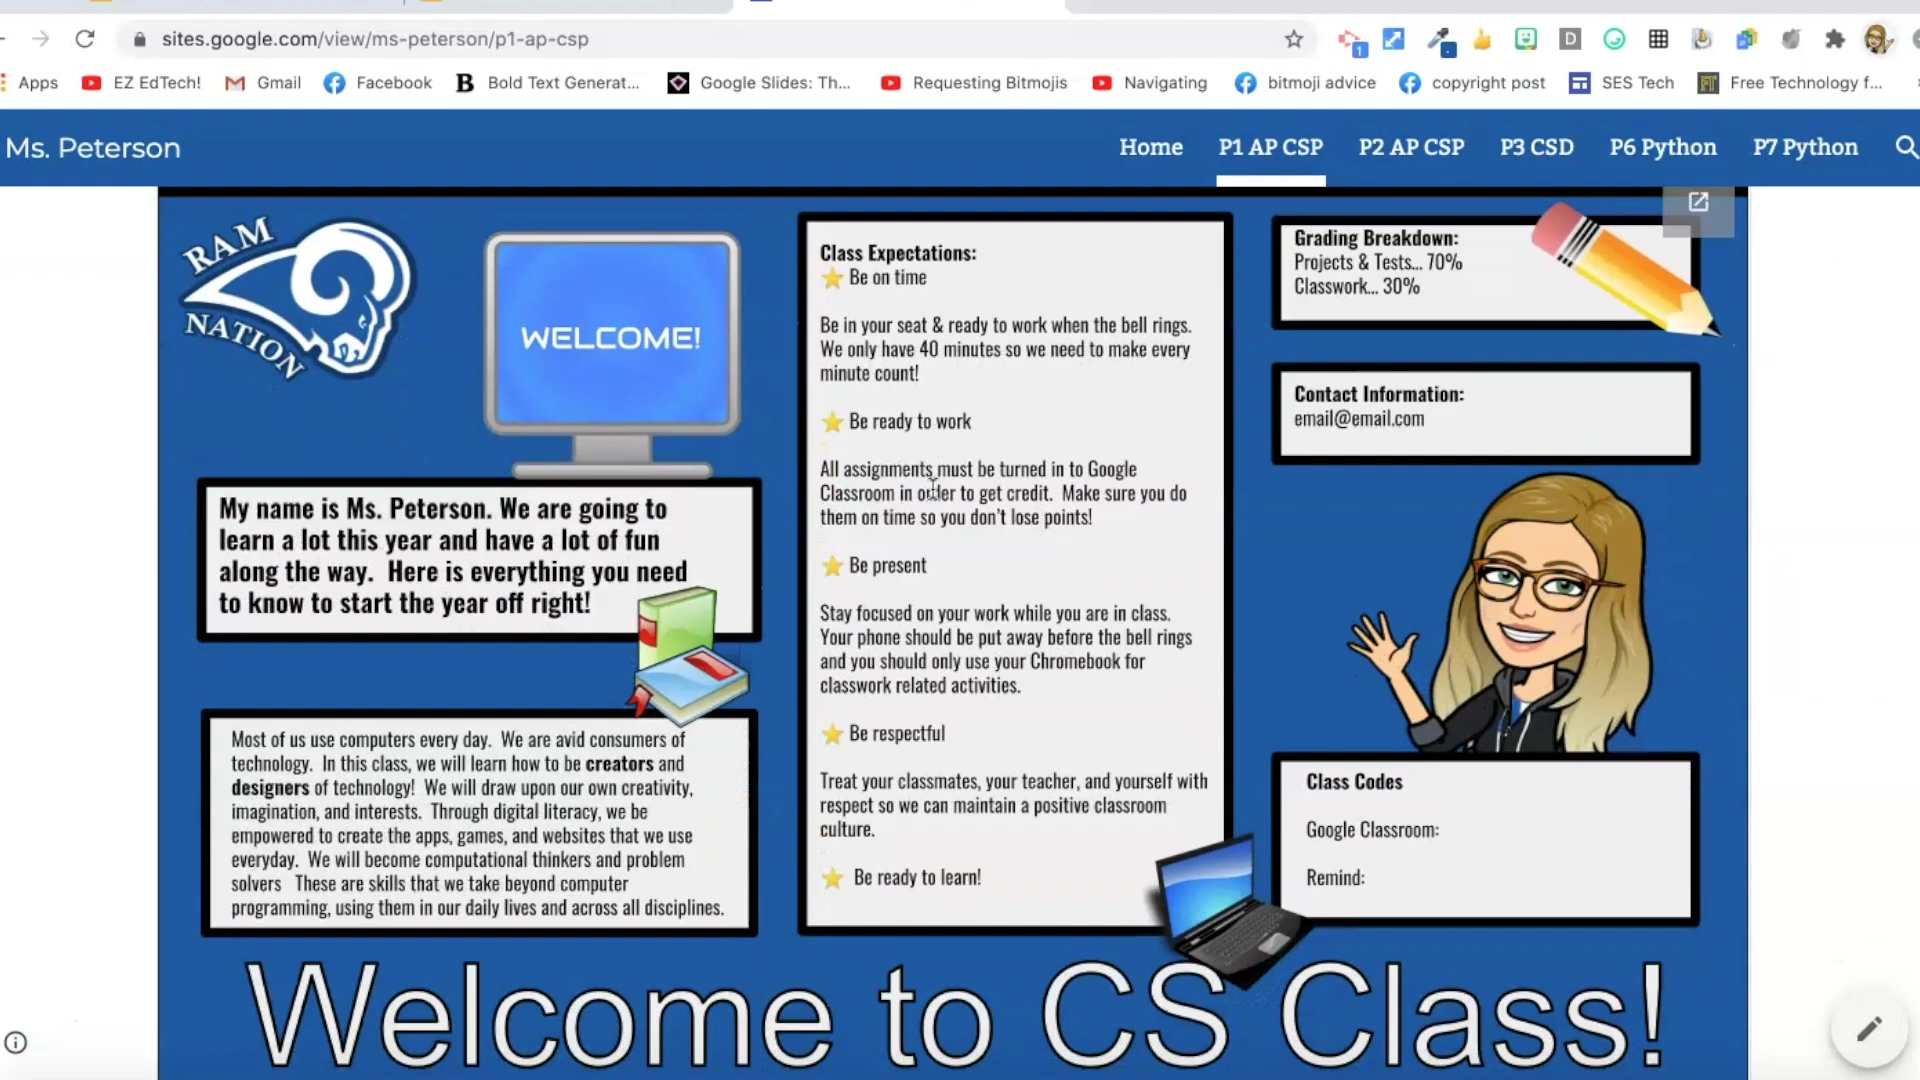 sites.google.com/view/ms-peterson/p1-ap-csp
1
D
Apps
EZ EdTech!
Gmail
Facebook
B
Bold Text Generat...
Google Slides: Th...
Requesting Bitmojis
Navigating
bitmoji advice
copyright post
SES Tech
Free Technology f...
Ms. Peterson
Home
P1 AP CSP
P2 AP CSP
P3 CSD
P6 Python
P7 Python
RAM
NATION
WELCOME!
My name is Ms. Peterson. We are going to
learn a lot this year and have a lot of fun
along the way. Here is everything you need
to know to start the year off right!
Most of us use computers every day. We are avid consumers of
technology. In this class, we will learn how to be creators and
designers of technology! We will draw upon our own creativity,
imagination, and interests. Through digital literacy, we be
empowered to create the apps, games, and websites that we use
everyday. We will become computational thinkers and problem
solvers These are skills that we take beyond computer
programming, using them in our daily lives and across all disciplines.
Class Expectations:
⭐ Be on time
Be in your seat & ready to work when the bell rings.
We only have 40 minutes so we need to make every
minute count!
⭐ Be ready to work
All assignments must be turned in to Google
Classroom in order to get credit. Make sure you do
them on time so you don't lose points!
⭐ Be present
Stay focused on your work while you are in class.
Your phone should be put away before the bell rings
and you should only use your Chromebook for
classwork related activities.
⭐ Be respectful
Treat your classmates, your teacher, and yourself with
respect so we can maintain a positive classroom
culture.
⭐ Be ready to learn!
Grading Breakdown:
Projects & Tests... 70%
Classwork... 30%
Contact Information:
email@email.com
Class Codes
Google Classroom:
Remind:
Welcome to CS Class!